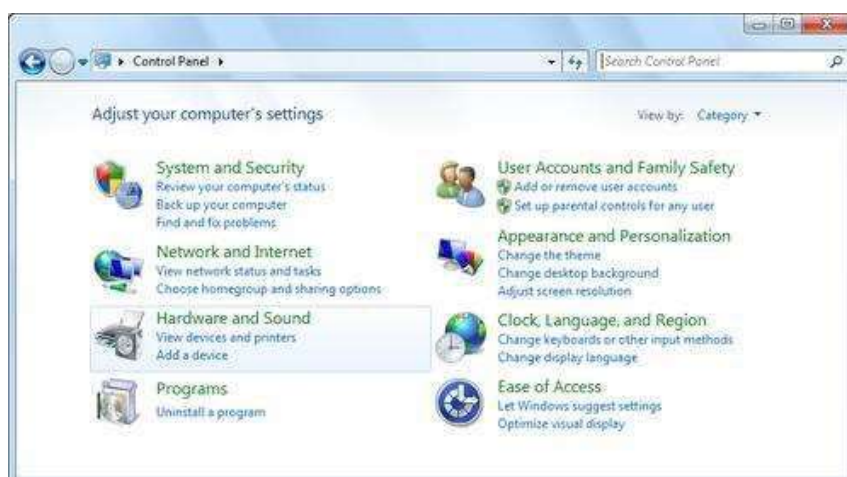 Control Panel
Search Control Panel
Adjust your computer's settings
View by: Category
System and Security
Review your computer's status
Back up your computer
Find and fix problems
Network and Internet
View network status and tasks
Choose homegroup and sharing options
Hardware and Sound
View devices and printers
Add a device
Programs
Uninstall a program
User Accounts and Family Safety
Add or remove user accounts
Set up parental controls for any user
Appearance and Personalization
Change the theme
Change desktop background
Adjust screen resolution
Clock, Language, and Region
Change keyboards or other input methods
Change display language
Ease of Access
Let Windows suggest settings
Optimize visual display